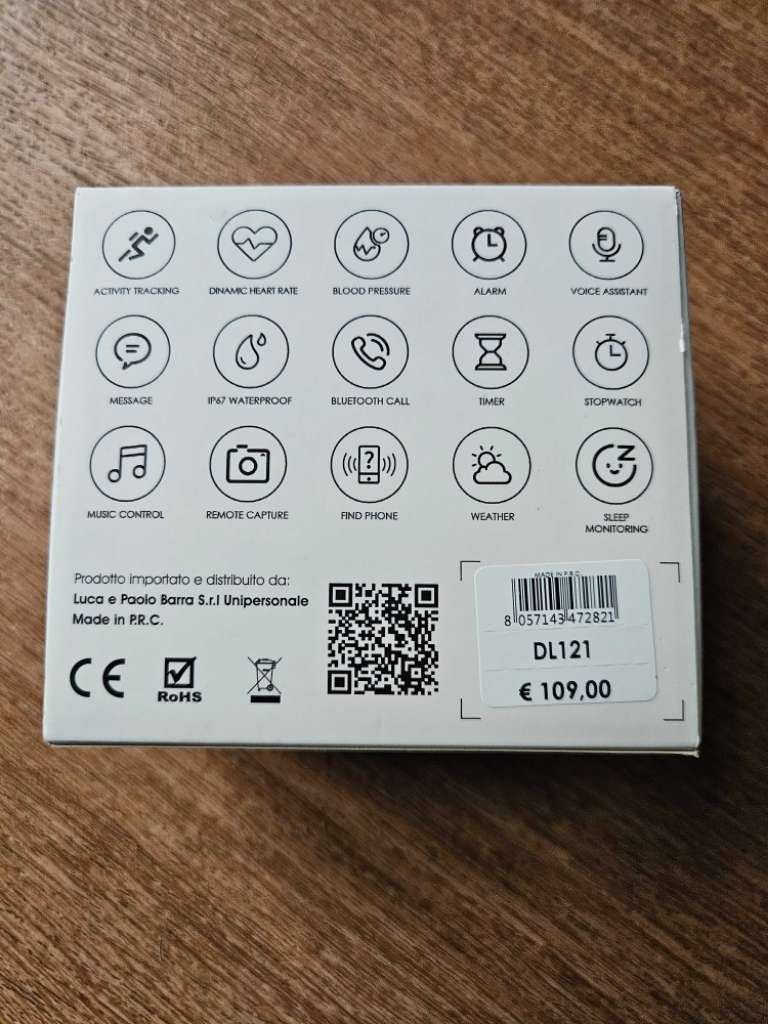 ACTIVITY TRACKING
DINAMIC HEART RATE
BLOOD PRESSURE
ALARM
VOICE ASSISTANT
MESSAGE
IP67 WATERPROOF
BLUETOOTH CALL
TIMER
STOPWATCH
MUSIC CONTROL
REMOTE CAPTURE
?
FIND PHONE
WEATHER
Z
SLEEP
MONITORING
Prodotto importato e distribuito da:
Luca e Paolo Barra S.r.l Unipersonale
Made in P.R.C.
CE
RoHS
MADE IN P.R.C.
8 057143 472821
DL121
€ 109,00